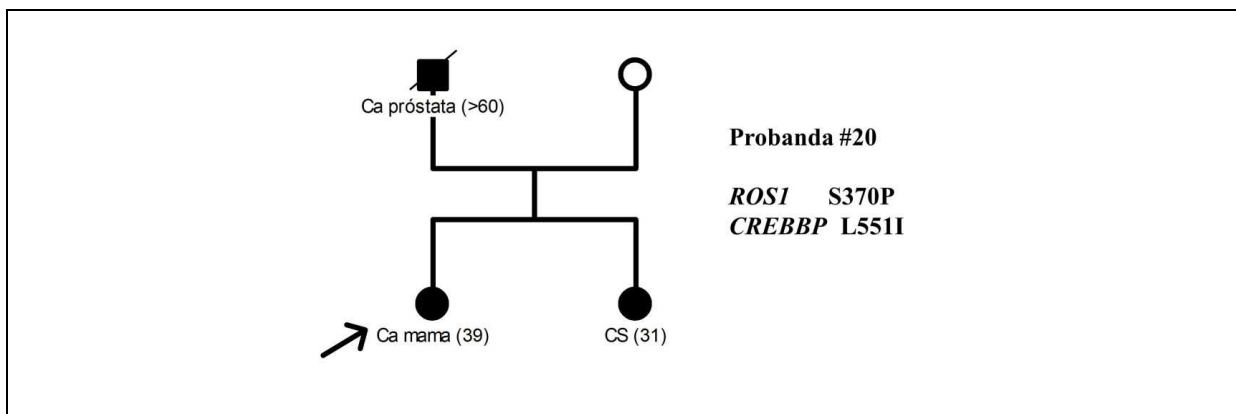 Ca próstata (>60)
Probanda #20
ROS1 S370P
CREBBP L551I
Ca mama (39)
CS (31)